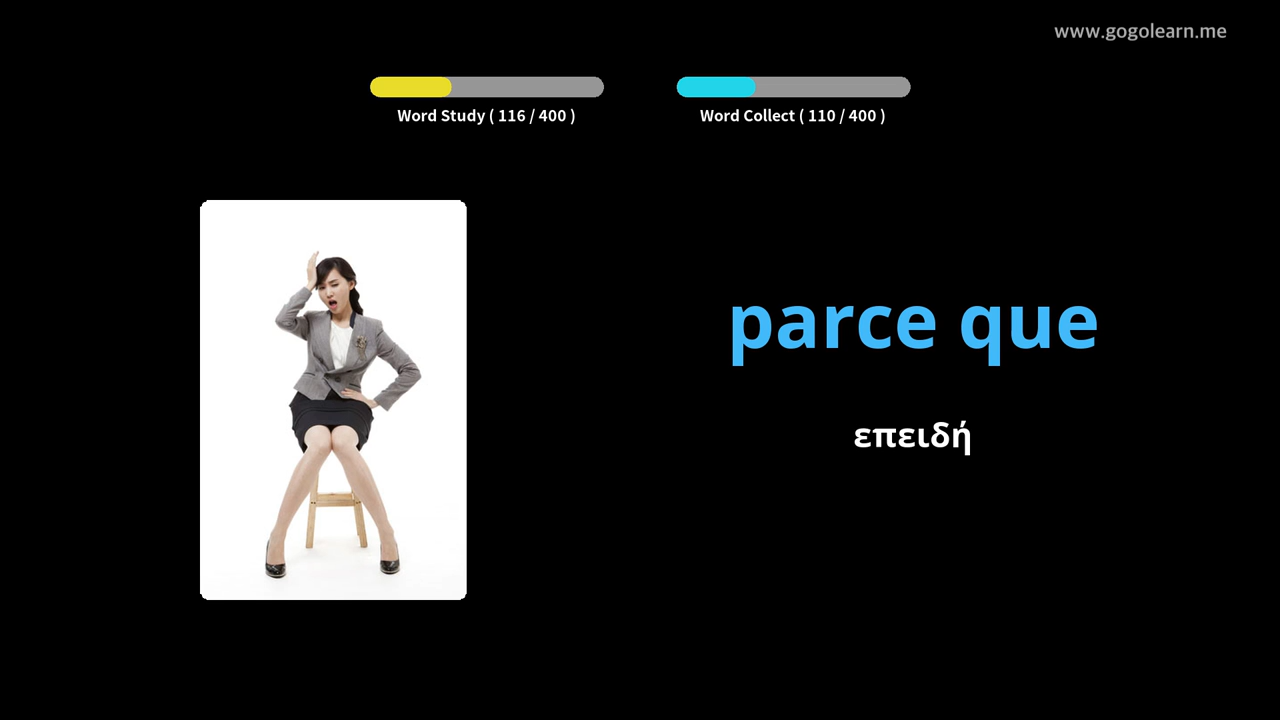 www.gogolearn.me
Word Study ( 116 / 400 )
Word Collect ( 110 / 400 )
parce que
επειδή